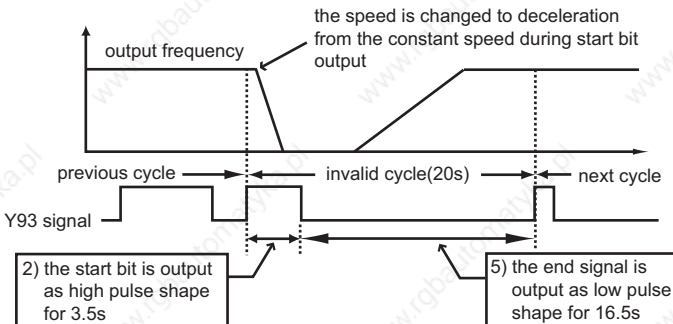 the speed is changed to deceleration
from the constant speed during start bit
output
output frequency
previous cycle
invalid cycle(20s)
next cycle
Y93 signal
2) the start bit is output
as high pulse shape
for 3.5s
5) the end signal is
output as low pulse
shape for 16.5s